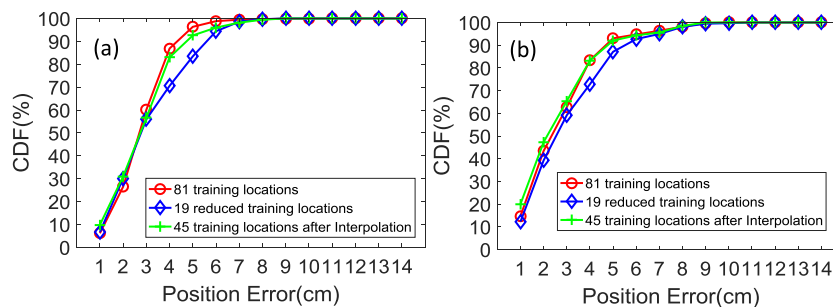 (a)
CDF(%)
100
90
80
70
60
50
40
30
20
10
0
81 training locations
19 reduced training locations
45 training locations after Interpolation
1 2 3 4 5 6 7 8 9 10 11 12 13 14
Position Error(cm)
(b)
CDF(%)
100
90
80
70
60
50
40
30
20
10
0
81 training locations
19 reduced training locations
45 training locations after Interpolation
1 2 3 4 5 6 7 8 9 10 11 12 13 14
Position Error(cm)